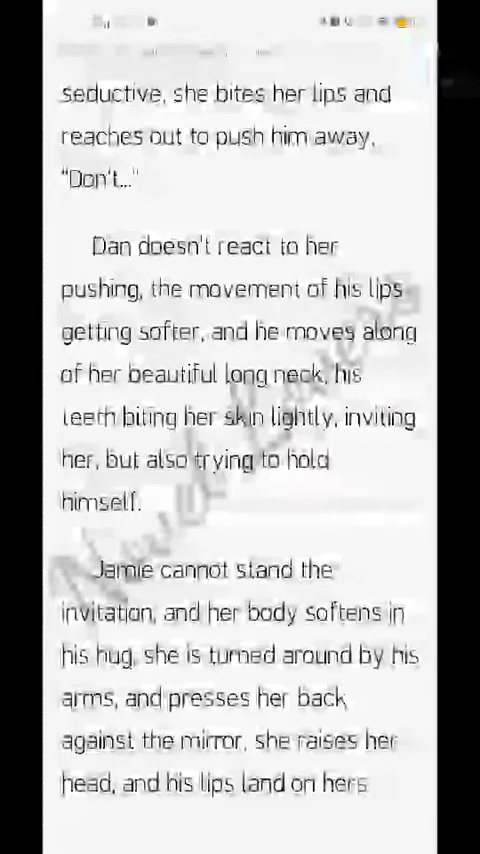 seductive, she bites her lips and
reaches out to push him away,
"Don't..."
Dan doesn't react to her
pushing, the movement of his lips
getting softer, and he moves along
of her beautiful long neck, his
teeth biting her skin lightly, inviting
her, but also trying to hold
himself.
Jamie cannot stand the
invitation, and her body softens in
his hug, she is turned around by his
arms, and presses her back
against the mirror, she raises her
head, and his lips land on hers